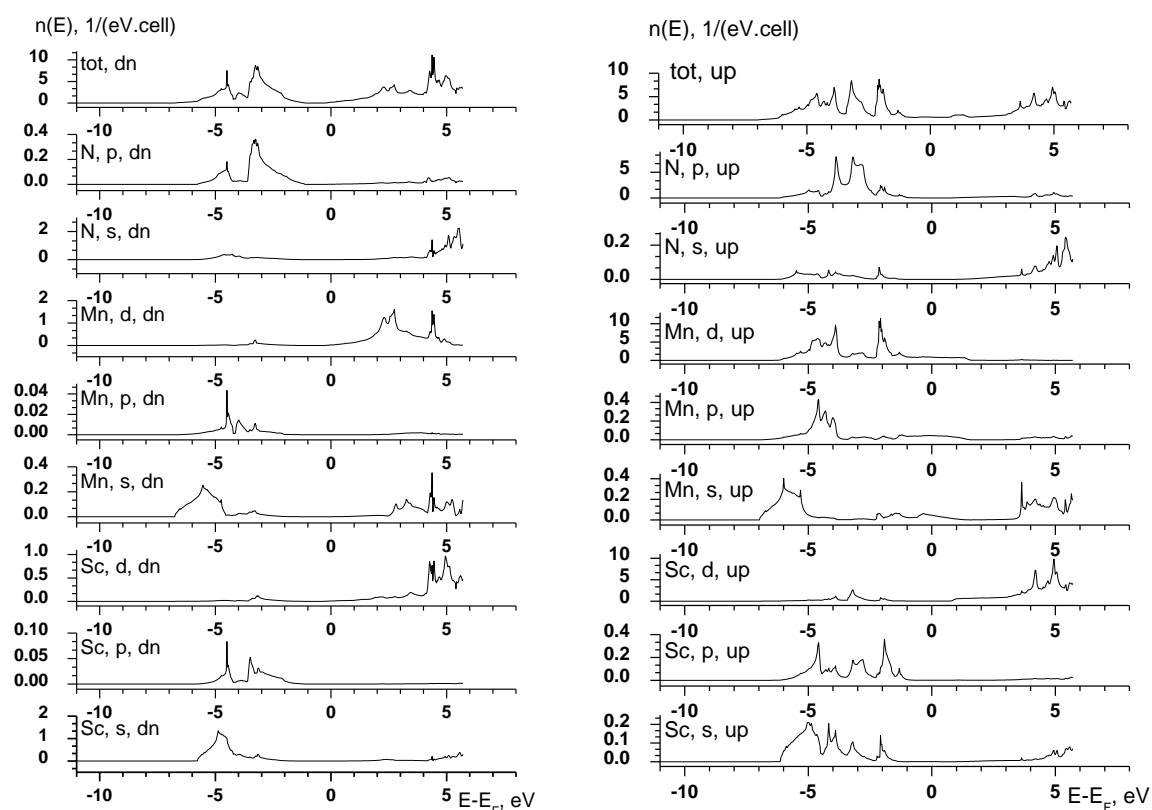 n(E), 1/(eV.cell)
10
5
0
tot, dn
-10 -5 0 5
0.4
0.2
0.0
N, p, dn
-10 -5 0 5
2
0
N, s, dn
-10 -5 0 5
2
1
0
Mn, d, dn
-10 -5 0 5
0.04
0.02
0.00
Mn, p, dn
-10 -5 0 5
0.4
0.2
0.0
Mn, s, dn
-10 -5 0 5
1.0
0.5
0.0
Sc, d, dn
-10 -5 0 5
0.10
0.05
0.00
Sc, p, dn
-10 -5 0 5
2
1
0
Sc, s, dn
-10 -5 0 5 E-E_F, eV
n(E), 1/(eV.cell)
10
5
0
tot, up
-10 -5 0 5
5
0
N, p, up
-10 -5 0 5
0.2
0.0
N, s, up
-10 -5 0 5
10
5
0
Mn, d, up
-10 -5 0 5
0.4
0.2
0.0
Mn, p, up
-10 -5 0 5
0.4
0.2
0.0
Mn, s, up
-10 -5 0 5
10
5
0
Sc, d, up
-10 -5 0 5
0.4
0.2
0.0
Sc, p, up
-10 -5 0 5
0.2
0.1
0.0
Sc, s, up
-10 -5 0 5 E-E_F, eV